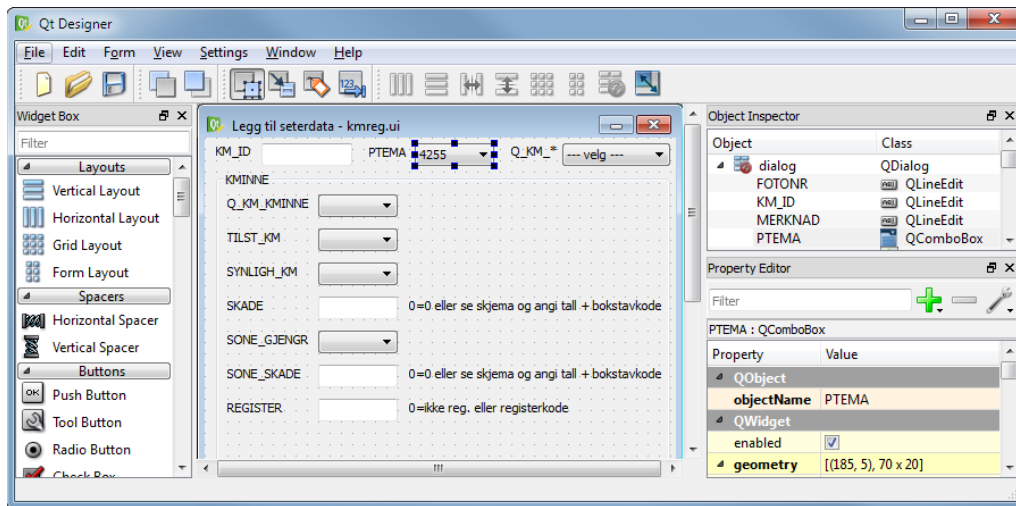 Qt Designer
File Edit Form View Settings Window Help
Widget Box
Filter
Layouts
Vertical Layout
Horizontal Layout
Grid Layout
Form Layout
Spacers
Horizontal Spacer
Vertical Spacer
Buttons
OK Push Button
Tool Button
Radio Button
Check Box
Legg til seterdata - kmreg.ui
KM_ID PTEMA 4255 Q_KM_* --- velg ---
KMINNE
Q_KM_KMINNE
TILST_KM
SYNLIGH_KM
SKADE 0=0 eller se skjema og angi tall + bokstavkode
SONE_GJENGR
SONE_SKADE 0=0 eller se skjema og angi tall + bokstavkode
REGISTER 0=ikke reg. eller registerkode
Object Inspector
Object Class
dialog QDialog
FOTONR QLineEdit
KM_ID QLineEdit
MERKNAD QLineEdit
PTEMA QComboBox
Property Editor
Filter
PTEMA : QComboBox
Property Value
QObject
objectName PTEMA
QWidget
enabled
geometry [(185, 5), 70 x 20]